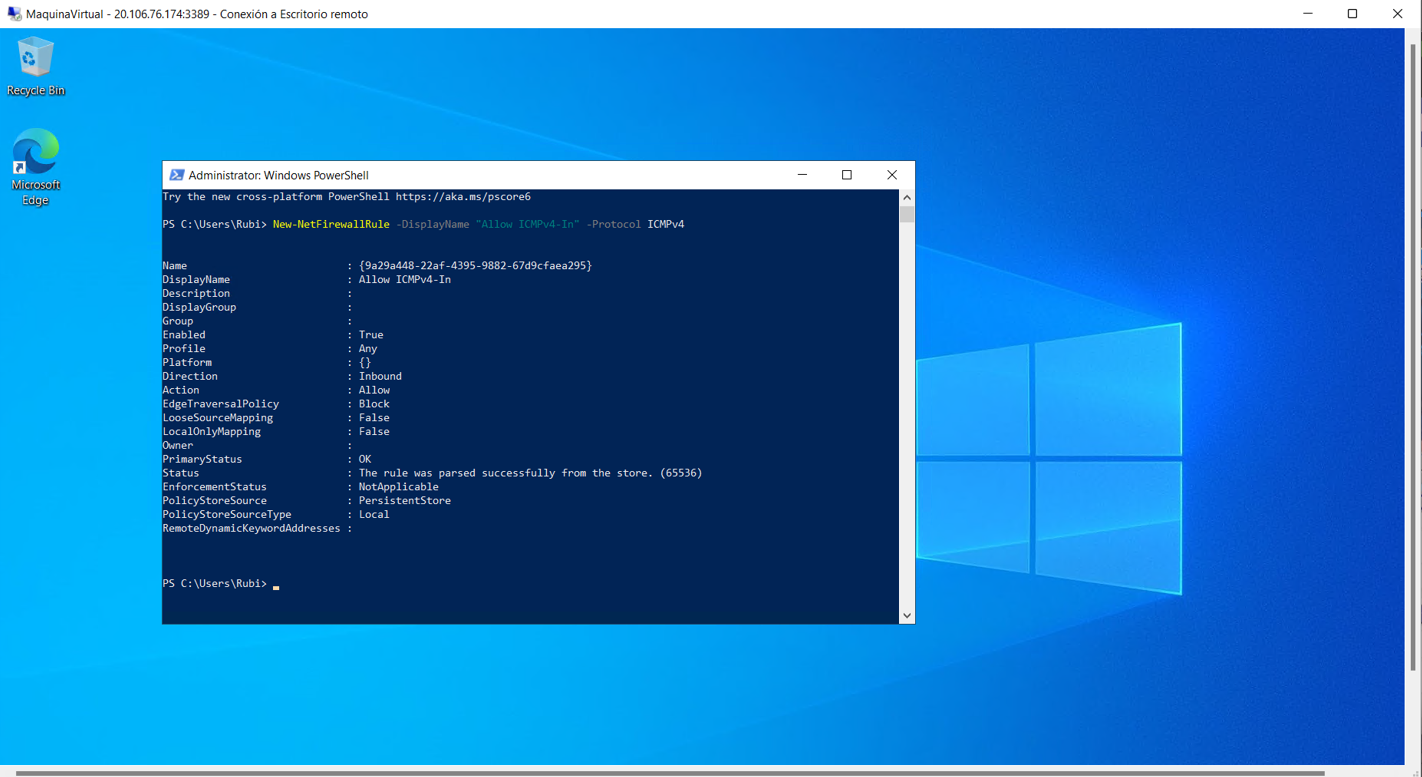 MaquinaVirtual - 20.106.76.174:3389 - Conexión a Escritorio remoto
Recycle Bin
Microsoft
Edge
Administrator: Windows PowerShell
Try the new cross-platform PowerShell https://aka.ms/pscore6
PS C:\Users\Rubi> New-NetFirewallRule -DisplayName "Allow ICMPv4-In" -Protocol ICMPv4
Name : {9a29a448-22af-4395-9882-67d9cfaea295}
DisplayName : Allow ICMPv4-In
Description :
DisplayGroup :
Group :
Enabled : True
Profile : Any
Platform : {}
Direction : Inbound
Action : Allow
EdgeTraversalPolicy : Block
LooseSourceMapping : False
LocalOnlyMapping : False
Owner :
PrimaryStatus : OK
Status : The rule was parsed successfully from the store. (65536)
EnforcementStatus : NotApplicable
PolicyStoreSource : PersistentStore
PolicyStoreSourceType : Local
RemoteDynamicKeywordAddresses :
PS C:\Users\Rubi>